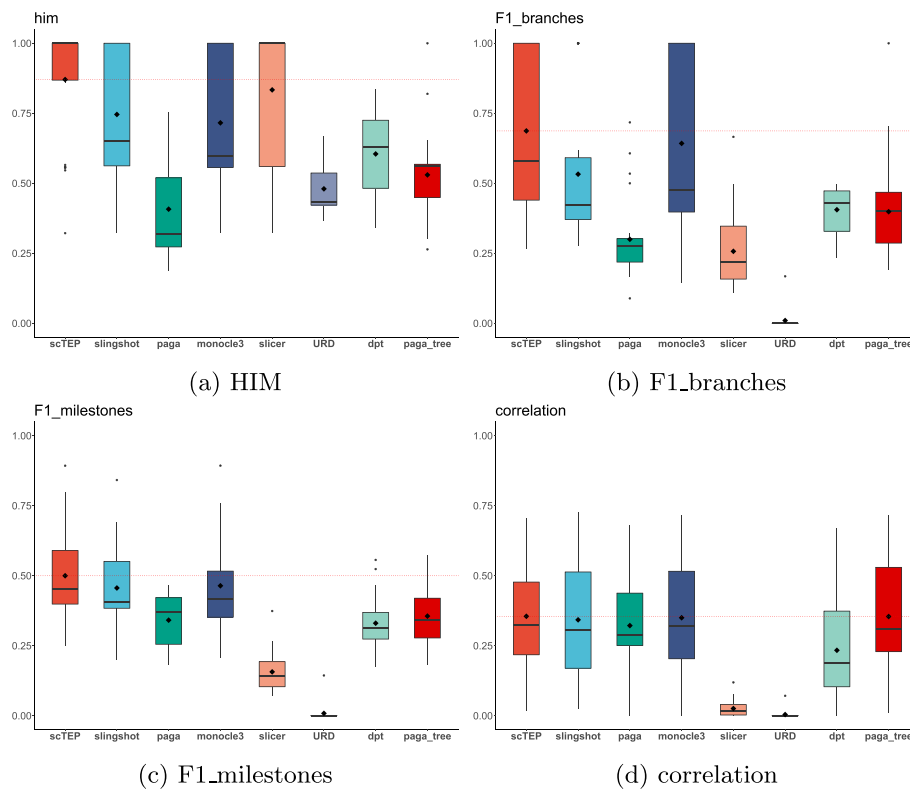 him
1.00
0.75
0.50
0.25
0.00
scTEP slingshot paga monocle3 slicer URD dpt paga_tree
(a) HIM
F1_branches
1.00
0.75
0.50
0.25
0.00
scTEP slingshot paga monocle3 slicer URD dpt paga_tree
(b) F1_branches
F1_milestones
1.00
0.75
0.50
0.25
0.00
scTEP slingshot paga monocle3 slicer URD dpt paga_tree
(c) F1_milestones
correlation
1.00
0.75
0.50
0.25
0.00
scTEP slingshot paga monocle3 slicer URD dpt paga_tree
(d) correlation